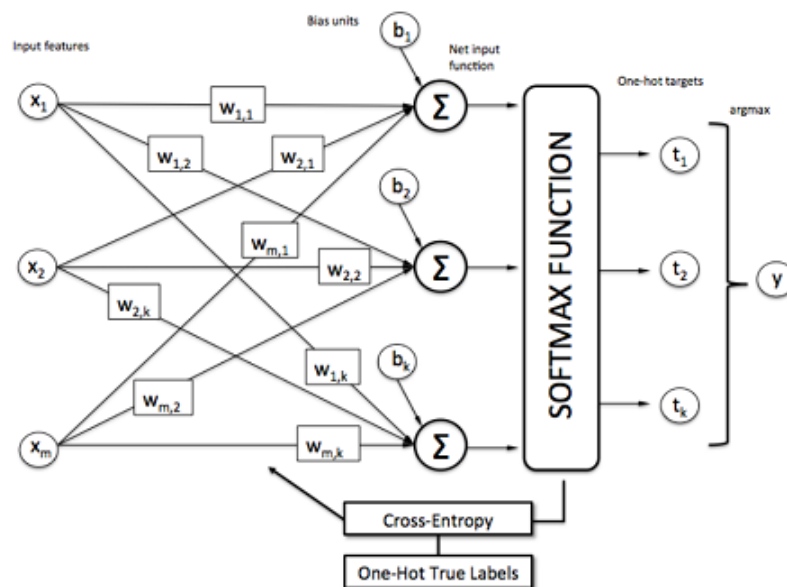 Bias units
b₁
Input features
Net input
function
One-hot targets
argmax
x₁
w₁,₁
Σ
t₁
w₁,₂
w₂,₁
b₂
wₘ,₁
x₂
w₂,₂
Σ
t₂
y
w₂,ₖ
SOFTMAX FUNCTION
w₁,ₖ
bₖ
wₘ,₂
tₖ
xₘ
wₘ,ₖ
Σ
Cross-Entropy
One-Hot True Labels